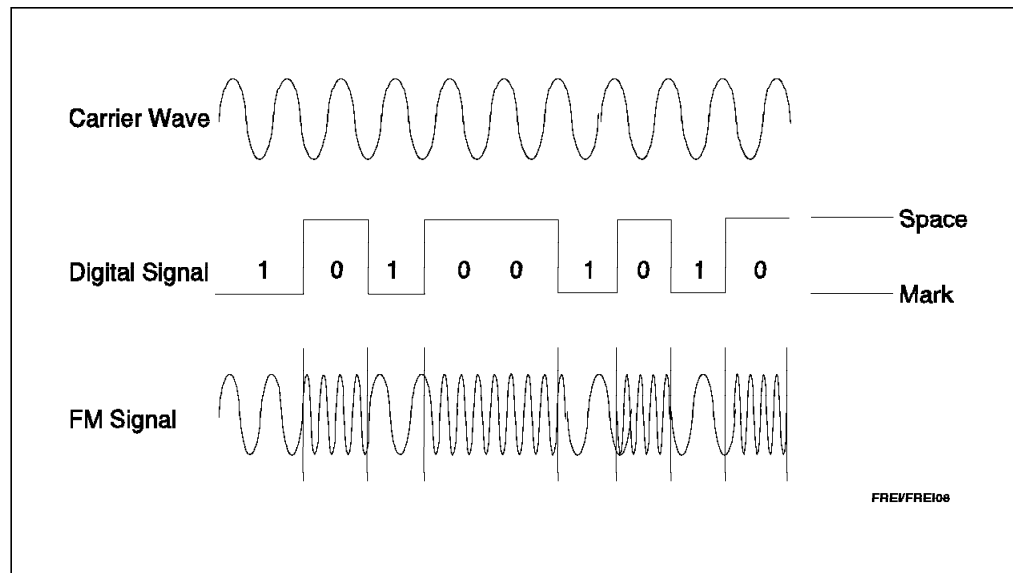 Carrier Wave
Space
Digital Signal 1 0 1 0 0 1 0 1 0
Mark
FM Signal
FREI/FREI08